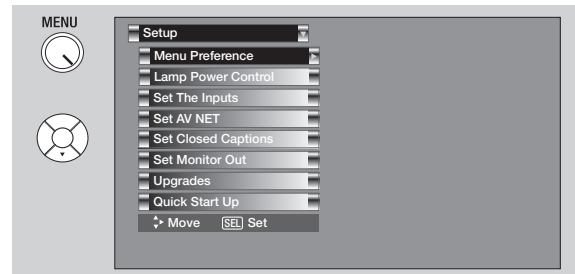 MENU
Setup
Menu Preference
Lamp Power Control
Set The Inputs
Set AV NET
Set Closed Captions
Set Monitor Out
Upgrades
Quick Start Up
Move SEL Set